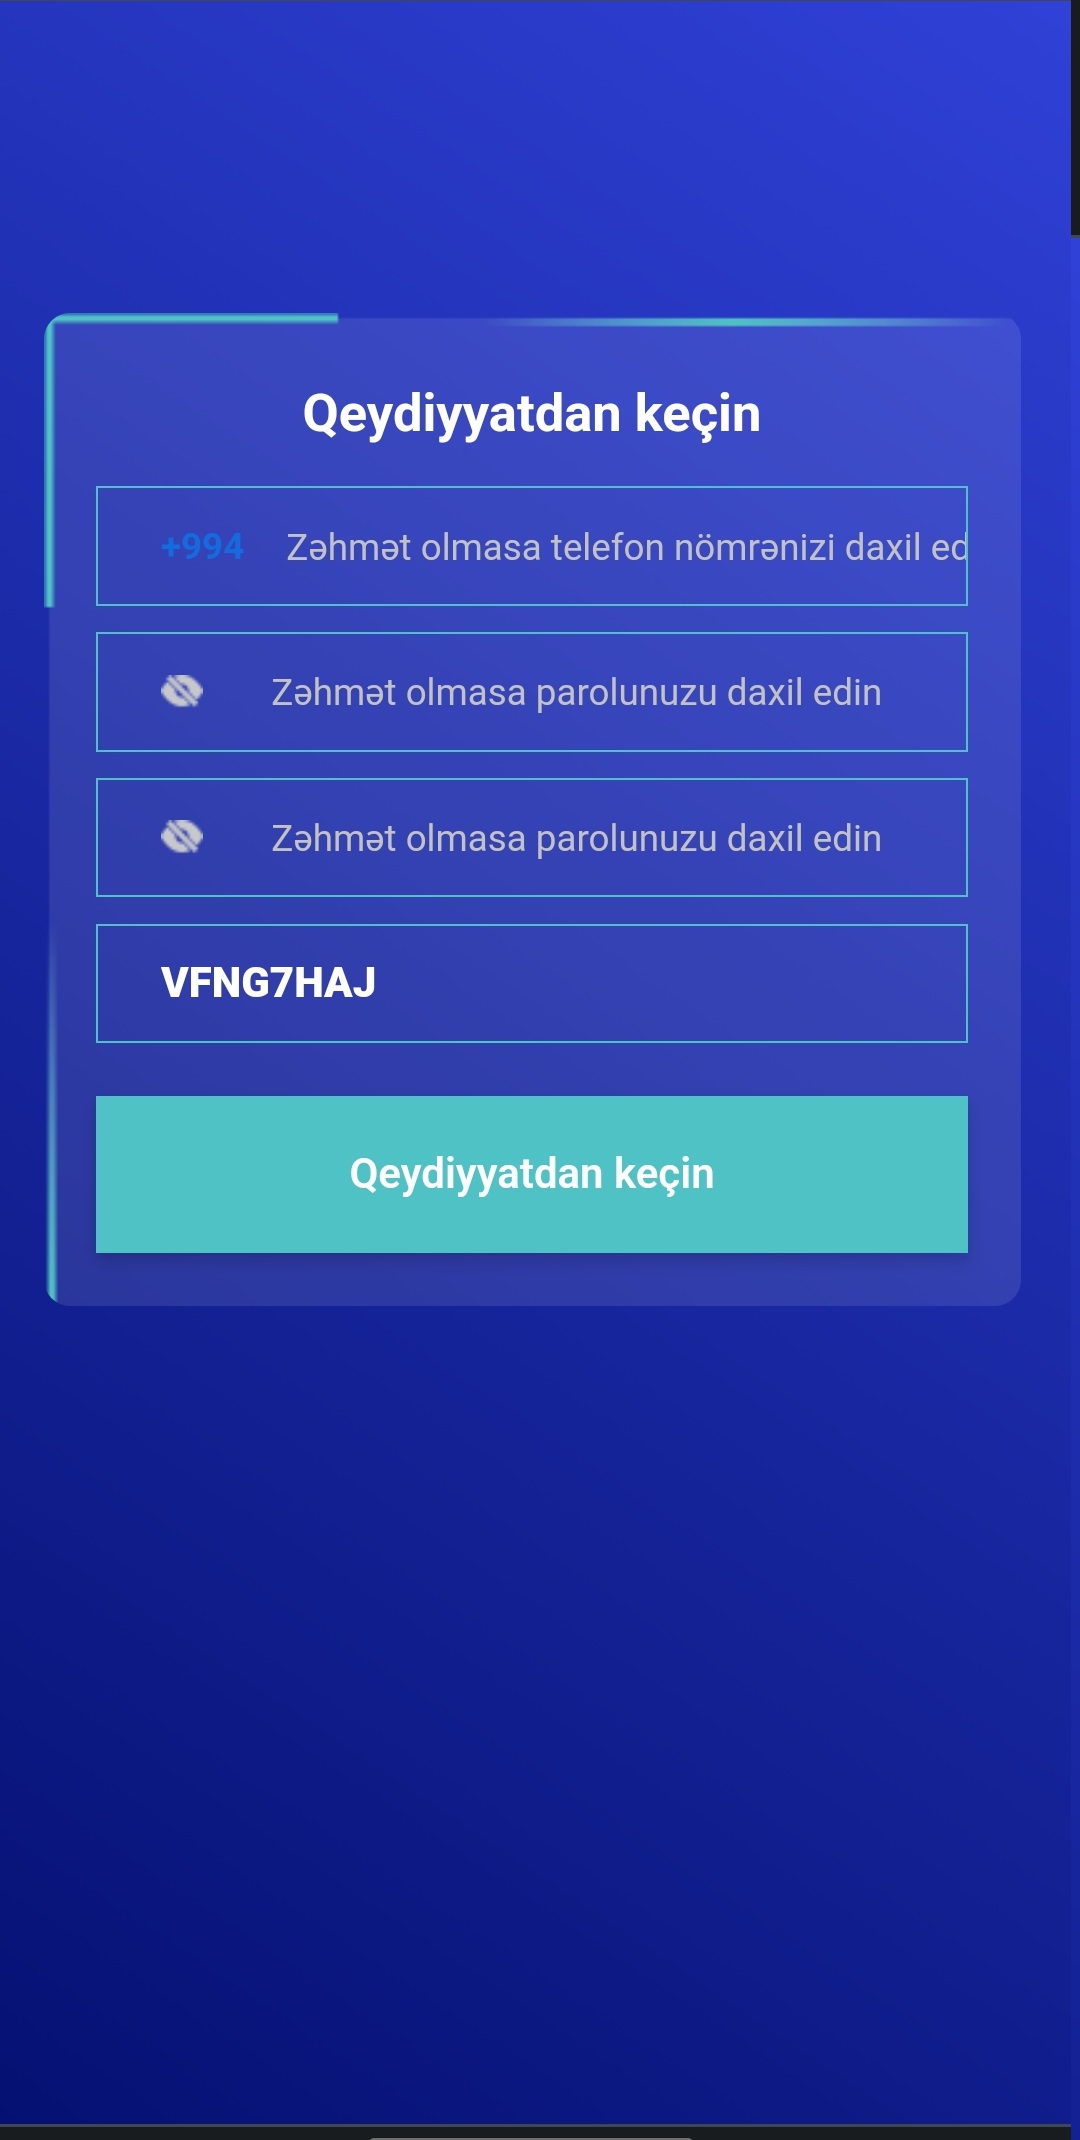 Qeydiyyatdan keçin
+994 Zəhmət olmasa telefon nömrənizi daxil ed
Zəhmət olmasa parolunuzu daxil edin
Zəhmət olmasa parolunuzu daxil edin
VFNG7HAJ
Qeydiyyatdan keçin